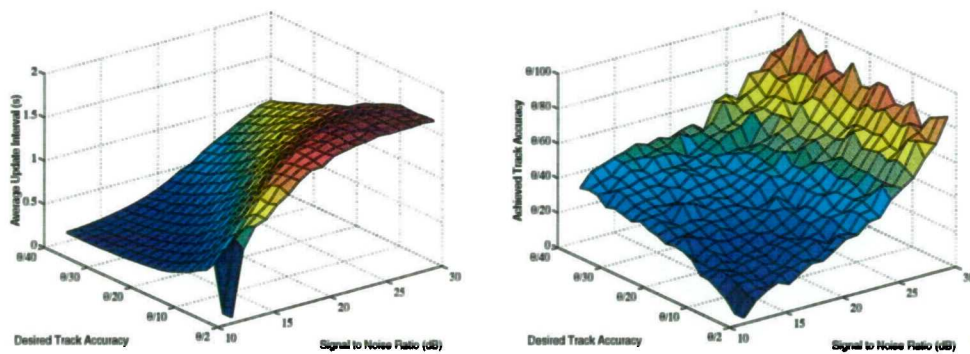 2
1.5
1
0.5
0
Average Update Interval (s)
θ/40
θ/30
θ/20
θ/10
θ/2
10
15
20
25
30
Desired Track Accuracy
Signal to Noise Ratio (dB)
θ/100
θ/80
θ/60
θ/40
θ/20
0
Achieved Track Accuracy
θ/40
θ/30
θ/20
θ/10
θ/2
10
15
20
25
Desired Track Accuracy
Signal to Noise Ratio (dB)